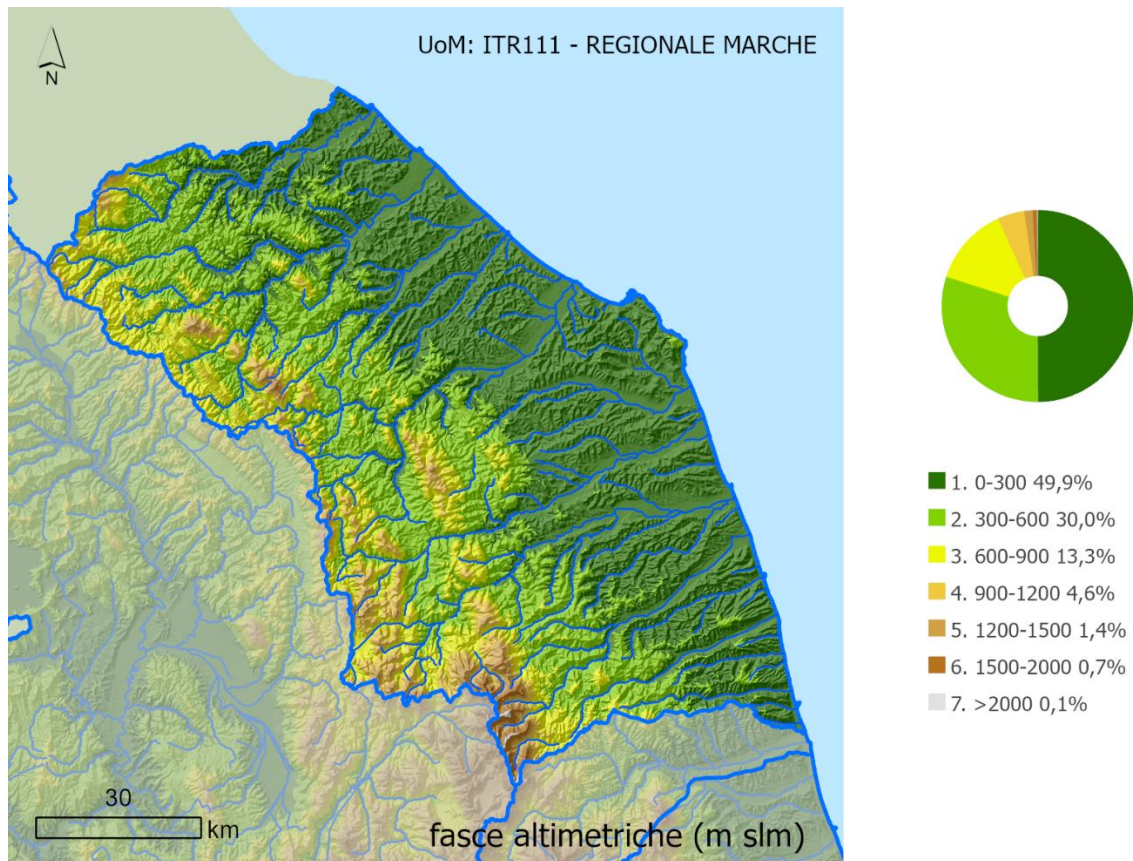 UoM: ITR111 - REGIONALE MARCHE
N
1. 0-300 49,9%
2. 300-600 30,0%
3. 600-900 13,3%
4. 900-1200 4,6%
5. 1200-1500 1,4%
6. 1500-2000 0,7%
7. >2000 0,1%
30
km
fasce altimetriche (m slm)